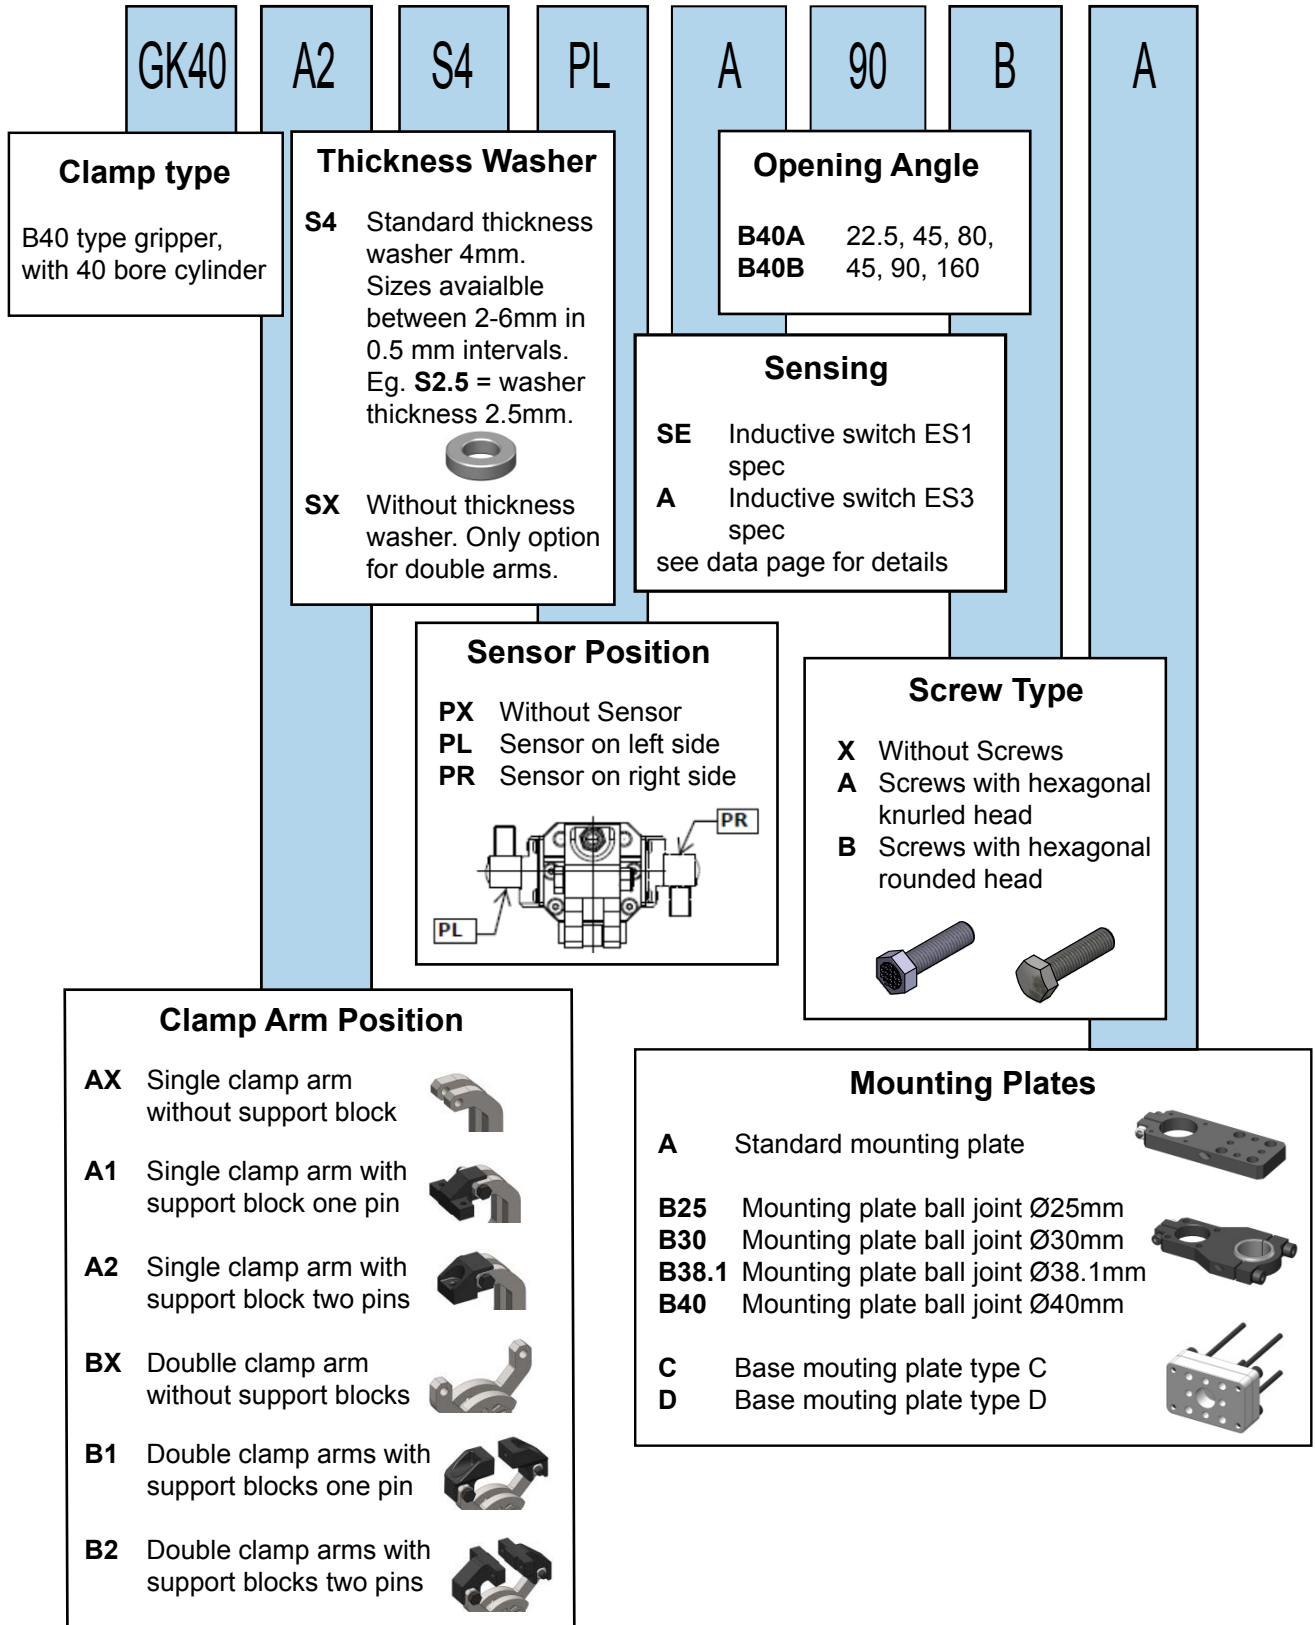 GK40 A2 S4 PL A 90 B A
Clamp type
B40 type gripper,
with 40 bore cylinder
Thickness Washer
S4 Standard thickness
washer 4mm.
Sizes avaialble
between 2-6mm in
0.5 mm intervals.
Eg. S2.5 = washer
thickness 2.5mm.
SX Without thickness
washer. Only option
for double arms.
Opening Angle
B40A 22.5, 45, 80,
B40B 45, 90, 160
Sensing
SE Inductive switch ES1
spec
A Inductive switch ES3
spec
see data page for details
Sensor Position
PX Without Sensor
PL Sensor on left side
PR Sensor on right side
PR
PL
Screw Type
X Without Screws
A Screws with hexagonal
knurled head
B Screws with hexagonal
rounded head
Clamp Arm Position
AX Single clamp arm
without support block
A1 Single clamp arm with
support block one pin
A2 Single clamp arm with
support block two pins
BX Doublle clamp arm
without support blocks
B1 Double clamp arms with
support blocks one pin
B2 Double clamp arms with
support blocks two pins
Mounting Plates
A Standard mounting plate
B25 Mounting plate ball joint Ø25mm
B30 Mounting plate ball joint Ø30mm
B38.1 Mounting plate ball joint Ø38.1mm
B40 Mounting plate ball joint Ø40mm
C Base mouting plate type C
D Base mouting plate type D